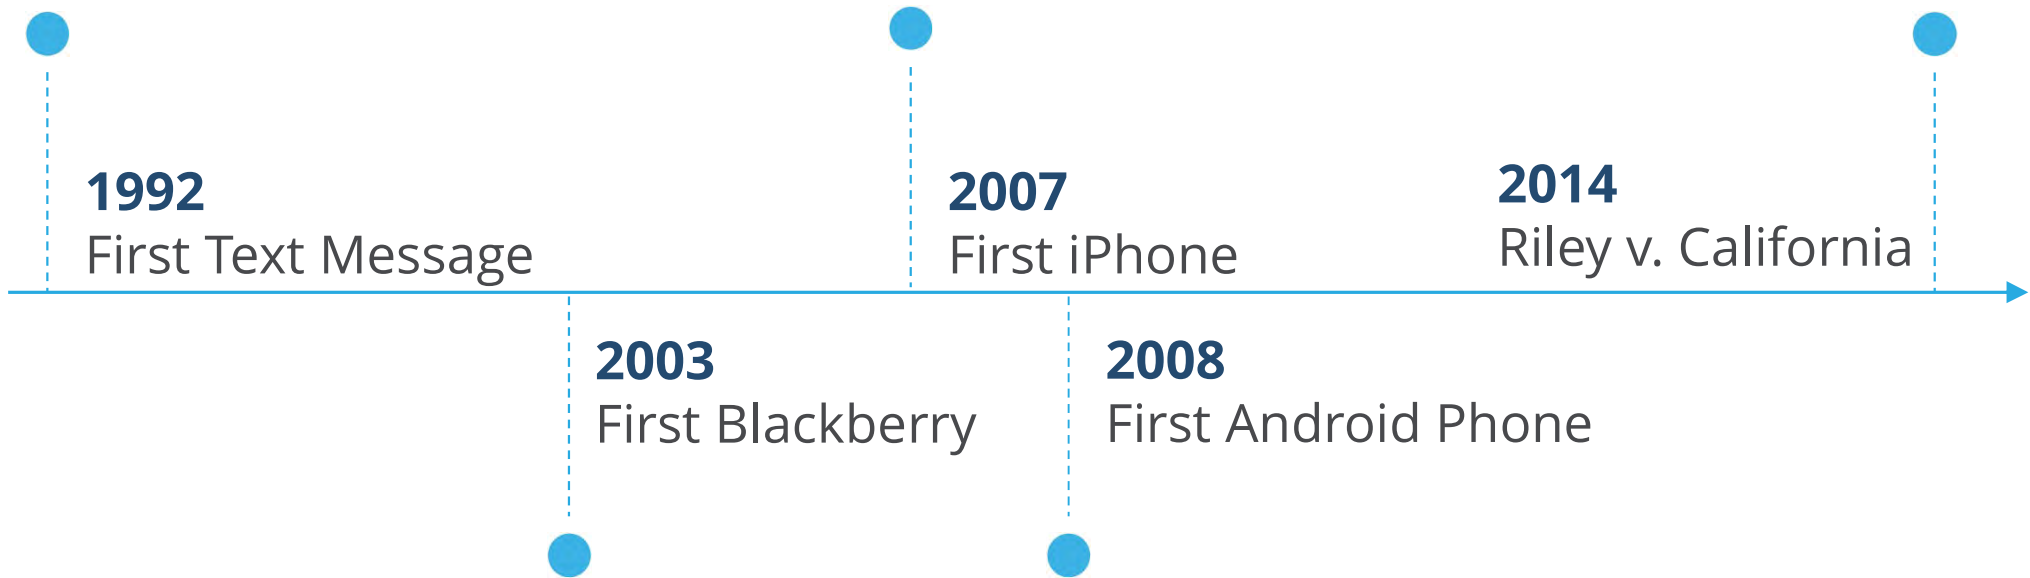 1992
First Text Message
2003
First Blackberry
2007
First iPhone
2008
First Android Phone
2014
Riley v. California